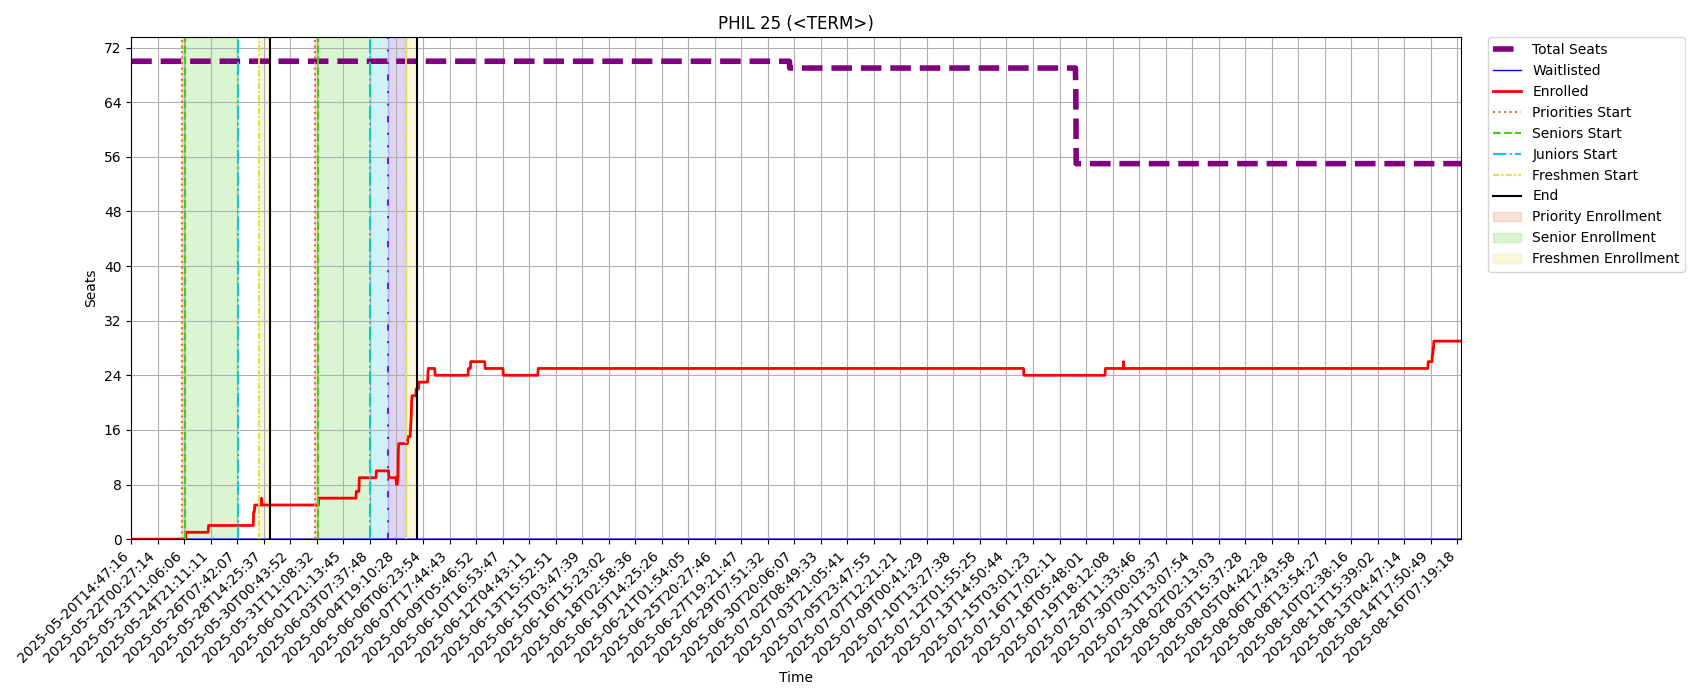 PHIL 25 (<TERM>)
72
64
56
48
40
32
24
16
8
0
Seats
2025-05-20T14:47:16
2025-05-22T00:27:14
2025-05-23T11:06:06
2025-05-24T21:11:11
2025-05-26T07:42:07
2025-05-28T14:25:37
2025-05-30T00:43:52
2025-05-31T11:08:32
2025-06-01T21:13:45
2025-06-03T07:37:48
2025-06-04T19:10:28
2025-06-06T06:23:54
2025-06-07T17:44:43
2025-06-09T05:46:52
2025-06-10T16:53:47
2025-06-12T04:43:11
2025-06-13T15:52:51
2025-06-15T03:47:39
2025-06-16T15:23:02
2025-06-18T02:58:36
2025-06-19T14:25:26
2025-06-21T01:54:05
2025-06-25T20:27:46
2025-06-27T19:21:47
2025-06-29T07:51:32
2025-06-30T20:06:07
2025-07-02T08:49:33
2025-07-03T21:05:41
2025-07-05T23:47:55
2025-07-07T12:21:21
2025-07-09T00:41:29
2025-07-10T13:27:38
2025-07-12T01:55:25
2025-07-13T14:50:44
2025-07-15T03:01:23
2025-07-16T17:02:11
2025-07-18T05:48:01
2025-07-19T18:12:08
2025-07-28T11:33:46
2025-07-30T00:03:37
2025-07-31T13:07:54
2025-08-02T02:13:03
2025-08-03T15:37:28
2025-08-05T04:42:28
2025-08-06T17:43:58
2025-08-08T13:54:27
2025-08-10T02:38:16
2025-08-11T15:39:02
2025-08-13T04:47:14
2025-08-14T17:50:49
2025-08-16T07:19:18
Time
Total Seats
Waitlisted
Enrolled
Priorities Start
Seniors Start
Juniors Start
Freshmen Start
End
Priority Enrollment
Senior Enrollment
Freshmen Enrollment